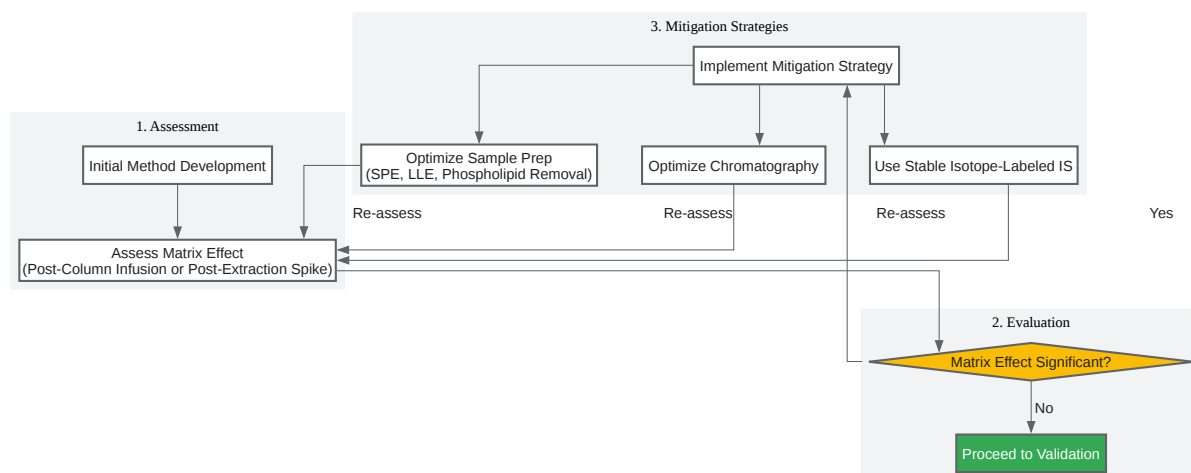 3. Mitigation Strategies
Implement Mitigation Strategy
1. Assessment
Initial Method Development
Optimize Sample Prep
(SPE, LLE, Phospholipid Removal)
Optimize Chromatography
Use Stable Isotope-Labeled IS
Re-assess
Re-assess
Re-assess
Yes
Assess Matrix Effect
(Post-Column Infusion or Post-Extraction Spike)
2. Evaluation
Matrix Effect Significant?
No
Proceed to Validation